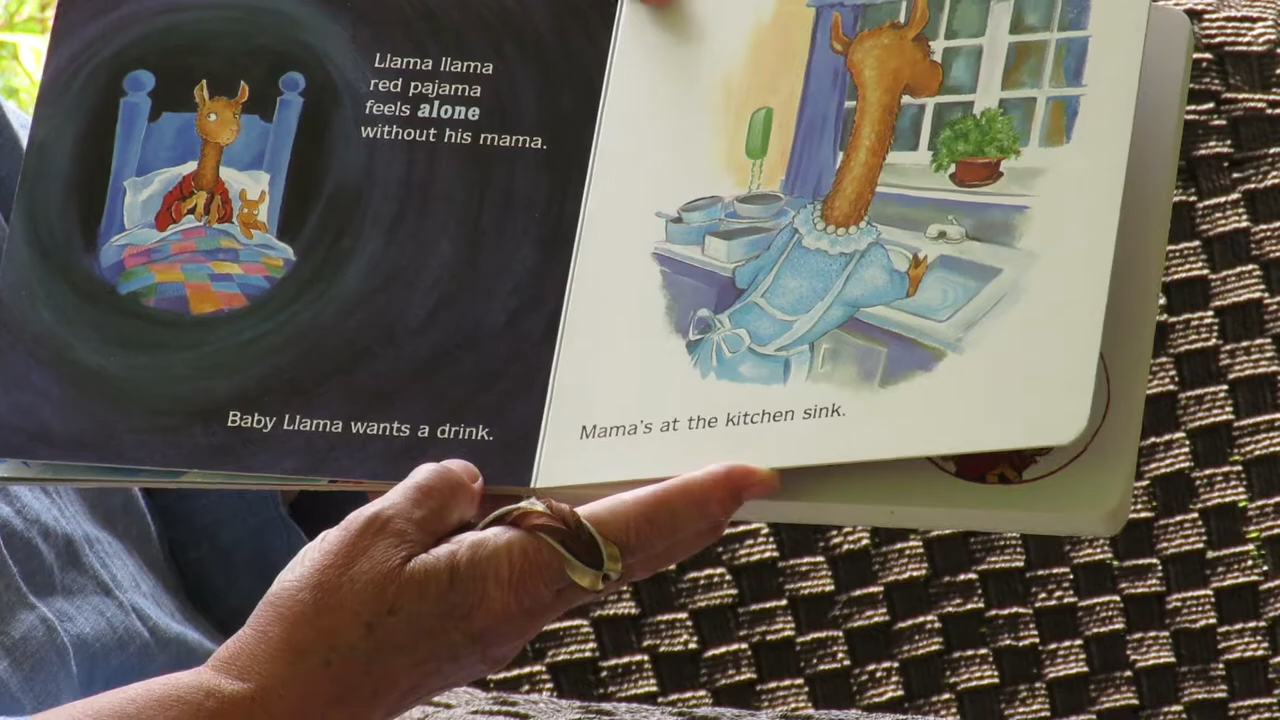 Llama llama
red pajama
feels alone
without his mama.
Baby Llama wants a drink.
Mama's at the kitchen sink.